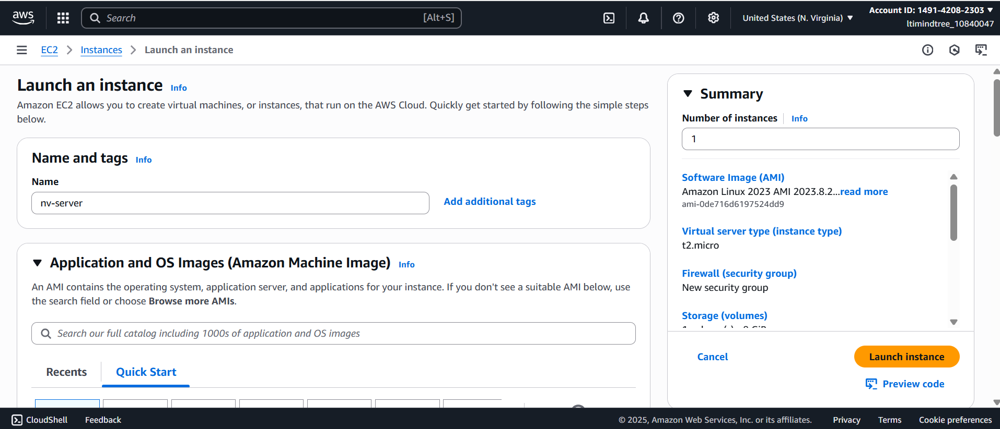 aws
Search [Alt+S]
United States (N. Virginia)
Account ID: 1491-4208-2303
ltimindtree_10840047
EC2 > Instances > Launch an instance
Launch an instance Info
Amazon EC2 allows you to create virtual machines, or instances, that run on the AWS Cloud. Quickly get started by following the simple steps
below.
Name and tags Info
Name
nv-server
Add additional tags
Application and OS Images (Amazon Machine Image) Info
An AMI contains the operating system, application server, and applications for your instance. If you don't see a suitable AMI below, use
the search field or choose Browse more AMIs.
Search our full catalog including 1000s of application and OS images
Recents
Quick Start
Summary
Number of instances Info
1
Software Image (AMI)
Amazon Linux 2023 AMI 2023.8.2...read more
ami-0de716d6197524dd9
Virtual server type (instance type)
t2.micro
Firewall (security group)
New security group
Storage (volumes)
Cancel
Launch instance
Preview code
CloudShell
Feedback
© 2025, Amazon Web Services, Inc. or its affiliates.
Privacy
Terms
Cookie preferences